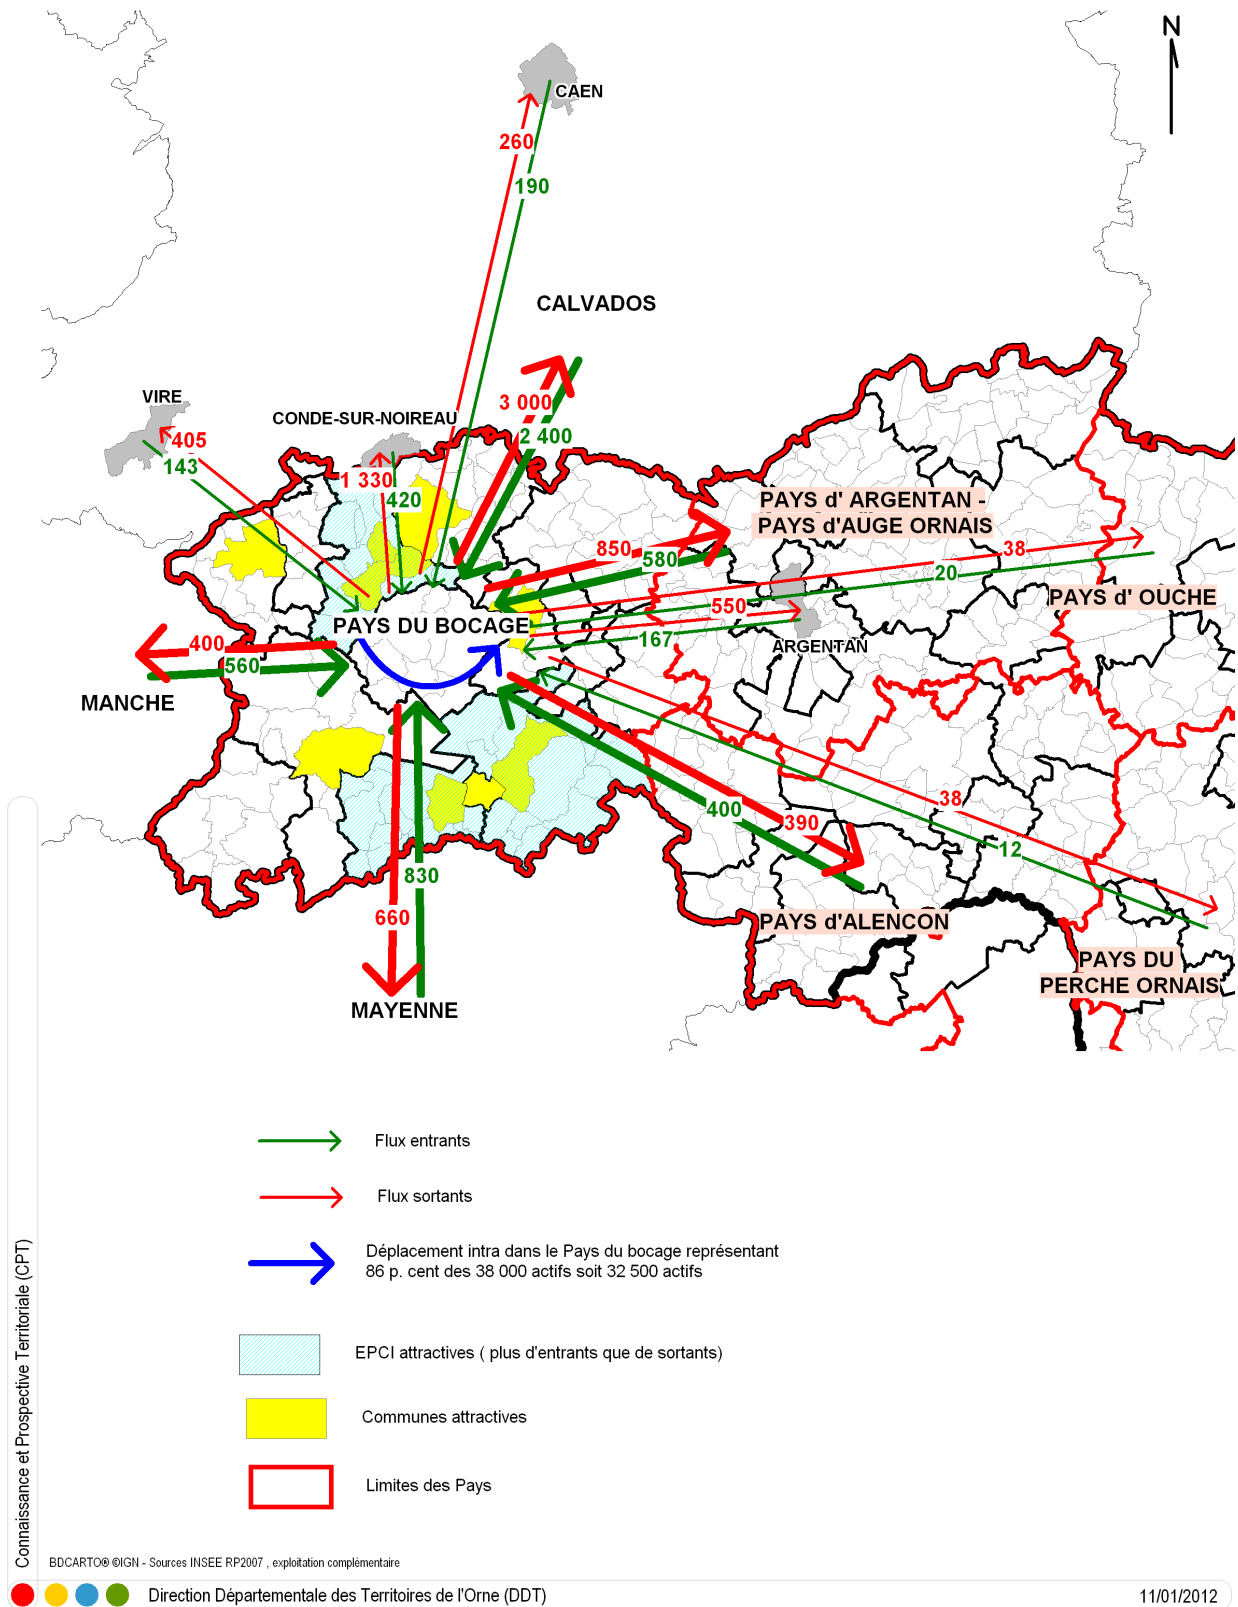 N
CAEN
260
190
CALVADOS
VIRE
CONDE-SUR-NOIREAU
3 000
2 400
405
143
1 330
420
PAYS d' ARGENTAN -
PAYS d'AUGE ORNAIS
850
580
38
20
PAYS d' OUCHE
550
167
ARGENTAN
PAYS DU BOCAGE
400
560
MANCHE
400
390
38
12
830
660
PAYS d'ALENCON
PAYS DU
PERCHE ORNAIS
MAYENNE
Flux entrants
Flux sortants
Déplacement intra dans le Pays du bocage représentant
86 p. cent des 38 000 actifs soit 32 500 actifs
EPCI attractives ( plus d'entrants que de sortants)
Communes attractives
Limites des Pays
Connaissance et Prospective Territoriale (CPT)
BDCARTO® ©IGN - Sources INSEE RP2007 , exploitation complémentaire
Direction Départementale des Territoires de l'Orne (DDT)
11/01/2012